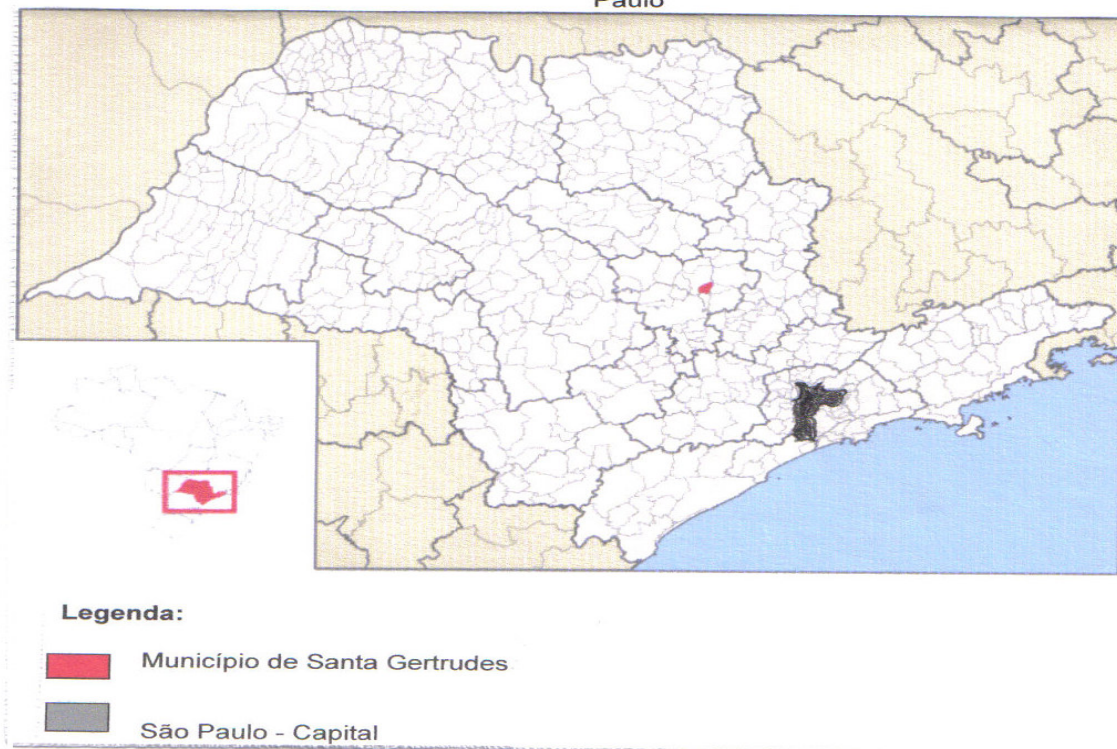 Paulo
Legenda:
Município de Santa Gertrudes
São Paulo - Capital